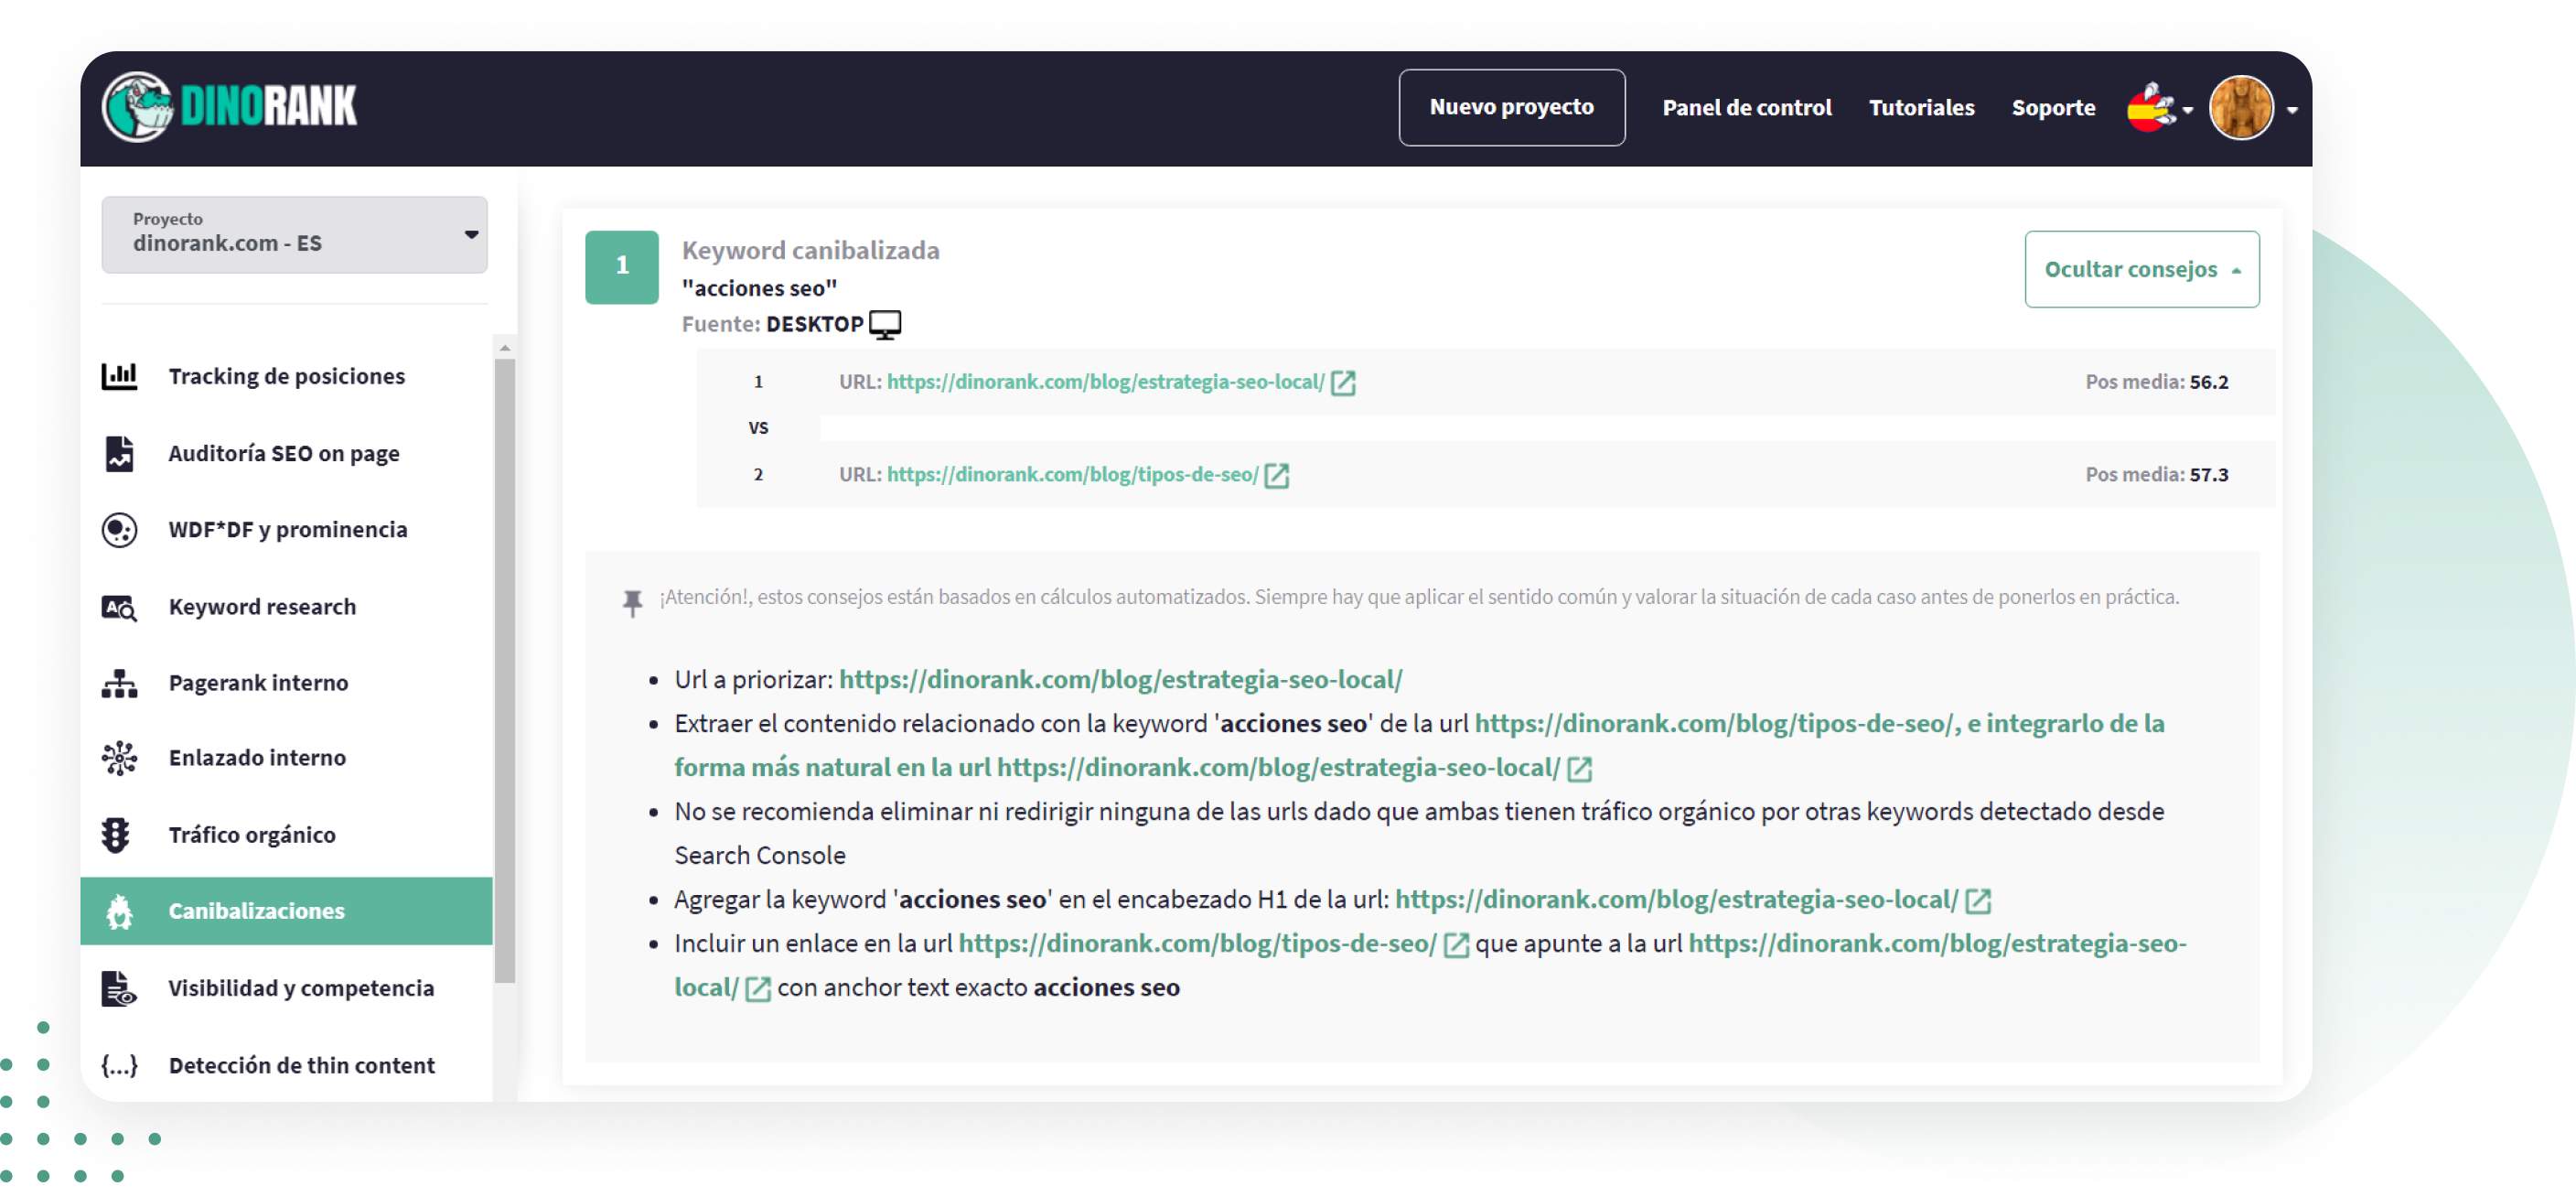 DINORANK
Nuevo proyecto
Panel de control
Tutoriales
Soporte
Proyecto
dinorank.com - ES
Tracking de posiciones
Auditoría SEO on page
WDF*DF y prominencia
Keyword research
Pagerank interno
Enlazado interno
Tráfico orgánico
Canibalizaciones
Visibilidad y competencia
{...} Detección de thin content
1
Keyword canibalizada
"acciones seo"
Fuente: DESKTOP
Ocultar consejos
1 URL: https://dinorank.com/blog/estrategia-seo-local/ Pos media: 56.2
VS
2 URL: https://dinorank.com/blog/tipos-de-seo/ Pos media: 57.3
¡Atención!, estos consejos están basados en cálculos automatizados. Siempre hay que aplicar el sentido común y valorar la situación de cada caso antes de ponerlos en práctica.
• Url a priorizar: https://dinorank.com/blog/estrategia-seo-local/
• Extraer el contenido relacionado con la keyword 'acciones seo' de la url https://dinorank.com/blog/tipos-de-seo/, e integrarlo de la
forma más natural en la url https://dinorank.com/blog/estrategia-seo-local/
• No se recomienda eliminar ni redirigir ninguna de las urls dado que ambas tienen tráfico orgánico por otras keywords detectado desde
Search Console
• Agregar la keyword 'acciones seo' en el encabezado H1 de la url: https://dinorank.com/blog/estrategia-seo-local/
• Incluir un enlace en la url https://dinorank.com/blog/tipos-de-seo/ que apunte a la url https://dinorank.com/blog/estrategia-seo-
local/ con anchor text exacto acciones seo